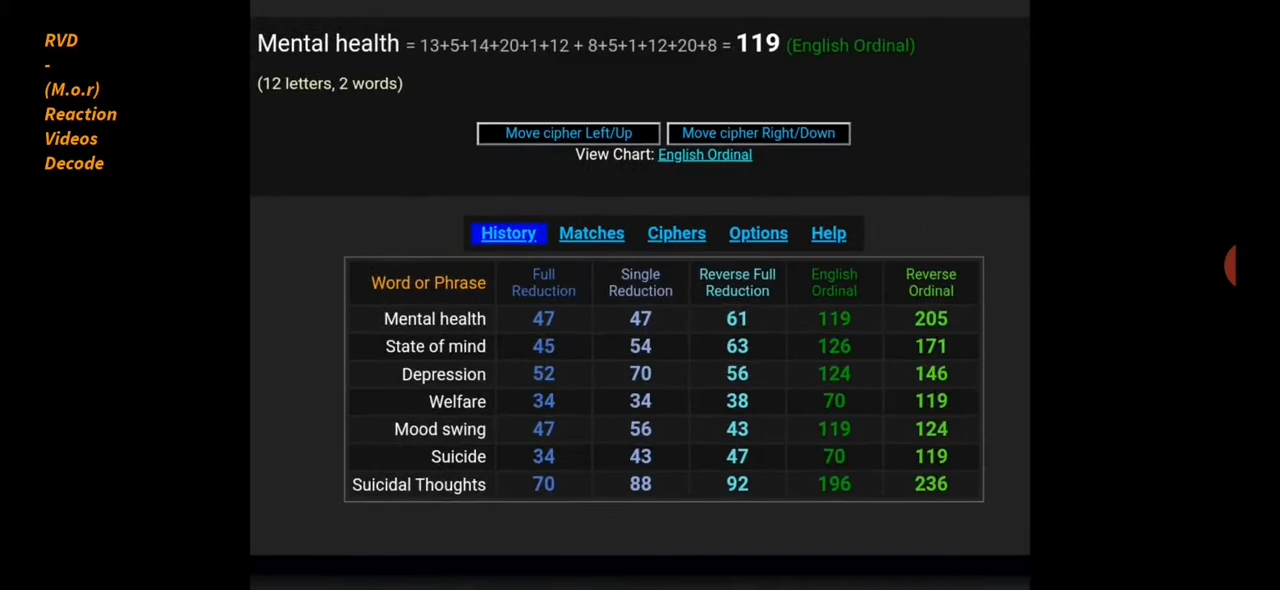 RVD
-
(M.o.r)
Reaction
Videos
Decode
Mental health = 13+5+14+20+1+12 + 8+5+1+12+20+8 = 119 (English Ordinal)
(12 letters, 2 words)
Move cipher Left/Up Move cipher Right/Down
View Chart: English Ordinal
History Matches Ciphers Options Help
Word or Phrase Full Reduction Single Reduction Reverse Full Reduction English Ordinal Reverse Ordinal
Mental health 47 47 61 119 205
State of mind 45 54 63 126 171
Depression 52 70 56 124 146
Welfare 34 34 38 70 119
Mood swing 47 56 43 119 124
Suicide 34 43 47 70 119
Suicidal Thoughts 70 88 92 196 236